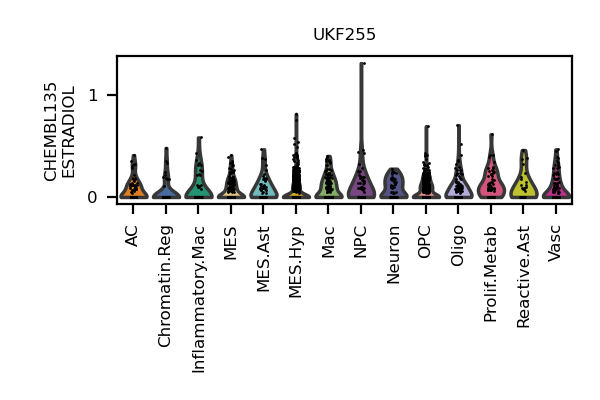 UKF255
CHEMBL135
ESTRADIOL
1
0
AC
Chromatin.Reg
Inflammatory.Mac
MES
MES.Ast
MES.Hyp
Mac
NPC
Neuron
OPC
Oligo
Prolif.Metab
Reactive.Ast
Vasc